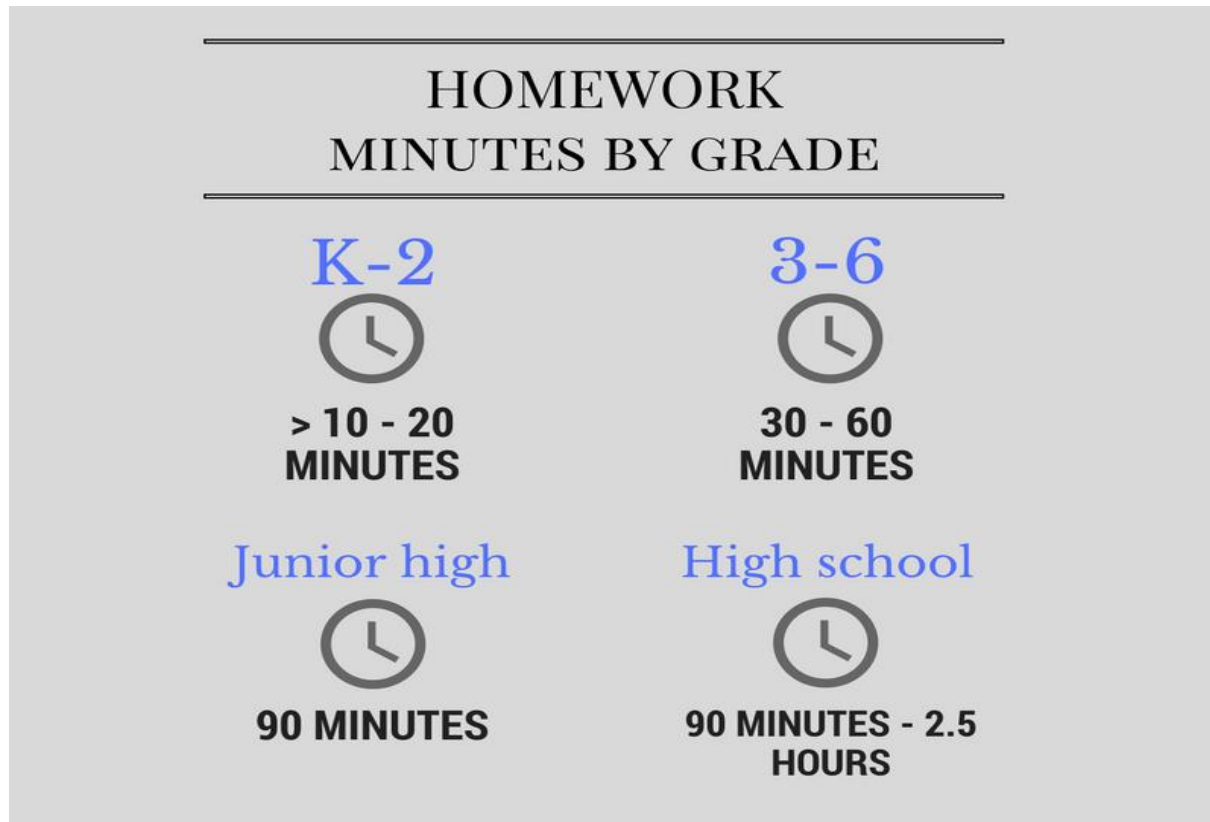 HOMEWORK
MINUTES BY GRADE
K-2
> 10 - 20
MINUTES
3-6
30 - 60
MINUTES
Junior high
90 MINUTES
High school
90 MINUTES - 2.5
HOURS